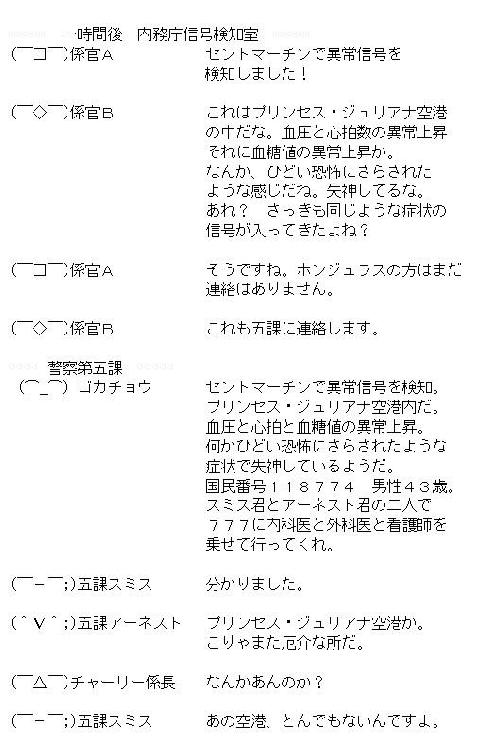 一時間後　内務庁信号検知室
(￣コ￣)係官Ａ　セントマーチンで異常信号を
検知しました！
(￣◇￣)係官Ｂ　これはプリンセス・ジュリアナ空港
の中だな。血圧と心拍数の異常上昇
それに血糖値の異常上昇か。
なんか、ひどい恐怖にさらされた
ような感じだね。失神してるな。
あれ？　さっきも同じような症状の
信号が入ってきたよね？
(￣コ￣)係官Ａ　そうですね。ホンジュラスの方はまだ
連絡はありません。
(￣◇￣)係官Ｂ　これも五課に連絡します。
警察第五課
(⌒_⌒) ゴカチョウ　セントマーチンで異常信号を検知。
プリンセス・ジュリアナ空港内だ。
血圧と心拍と血糖値の異常上昇。
何かひどい恐怖にさらされたような
症状で失神しているようだ。
国民番号１１８７７４　男性４３歳。
スミス君とアーネスト君の二人で
７７７に内科医と外科医と看護師を
乗せて行ってくれ。
(￣－￣;)五課スミス　分かりました。
(＾Ｖ＾;)五課アーネスト　プリンセス・ジュリアナ空港か。
こりゃまた厄介な所だ。
(￣△￣)チャーリー係長　なんかあんのか？
(￣－￣;)五課スミス　あの空港、とんでもないんですよ。